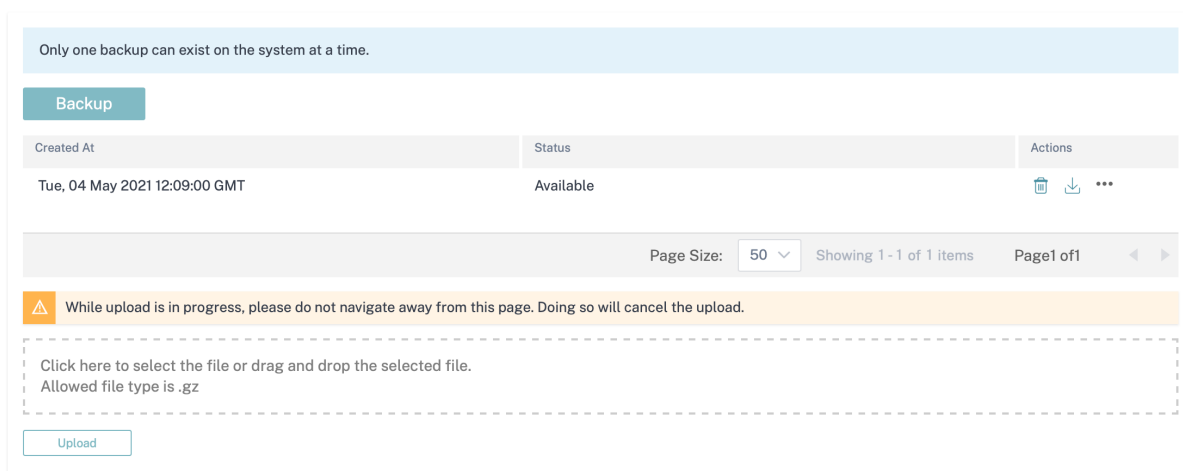 Only one backup can exist on the system at a time.
Backup
Created At Status Actions
Tue, 04 May 2021 12:09:00 GMT Available •••
Page Size: 50 Showing 1 - 1 of 1 items Page1 of1
While upload is in progress, please do not navigate away from this page. Doing so will cancel the upload.
Click here to select the file or drag and drop the selected file.
Allowed file type is .gz
Upload